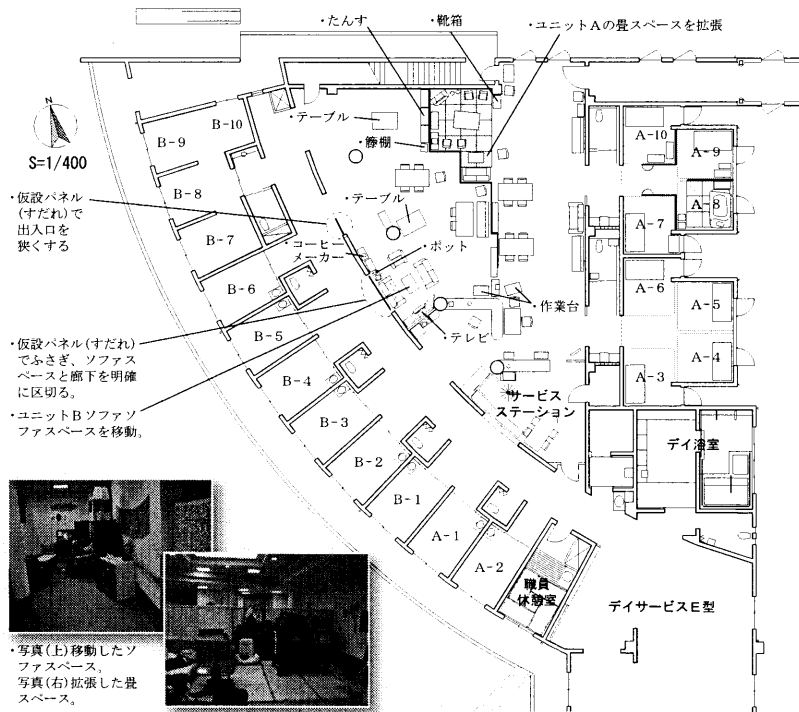 ・たんす
・靴箱
・ユニットAの畳スペースを拡張
N
S=1/400
・テーブル
・籐棚
・テーブル
・仮設パネル
(すだれ)で
出入口を
狭くする
・コーヒー
メーカー
・ポット
・作業台
・テレビ
・仮設パネル(すだれ)
でふさぎ、ソファス
ペースと廊下を明確
に区切る。
・ユニットBソファソ
ファスペースを移動。
サービス
ステーション
B-10
B-9
B-8
B-7
B-6
B-5
B-4
B-3
B-2
B-1
A-1
A-2
A-10
A-9
A-8
A-7
A-6
A-5
A-4
A-3
デイ浴室
職員
休憩室
デイサービスE型
・写真(上)移動したソ
ファスペース。
写真(右)拡張した畳
スペース。